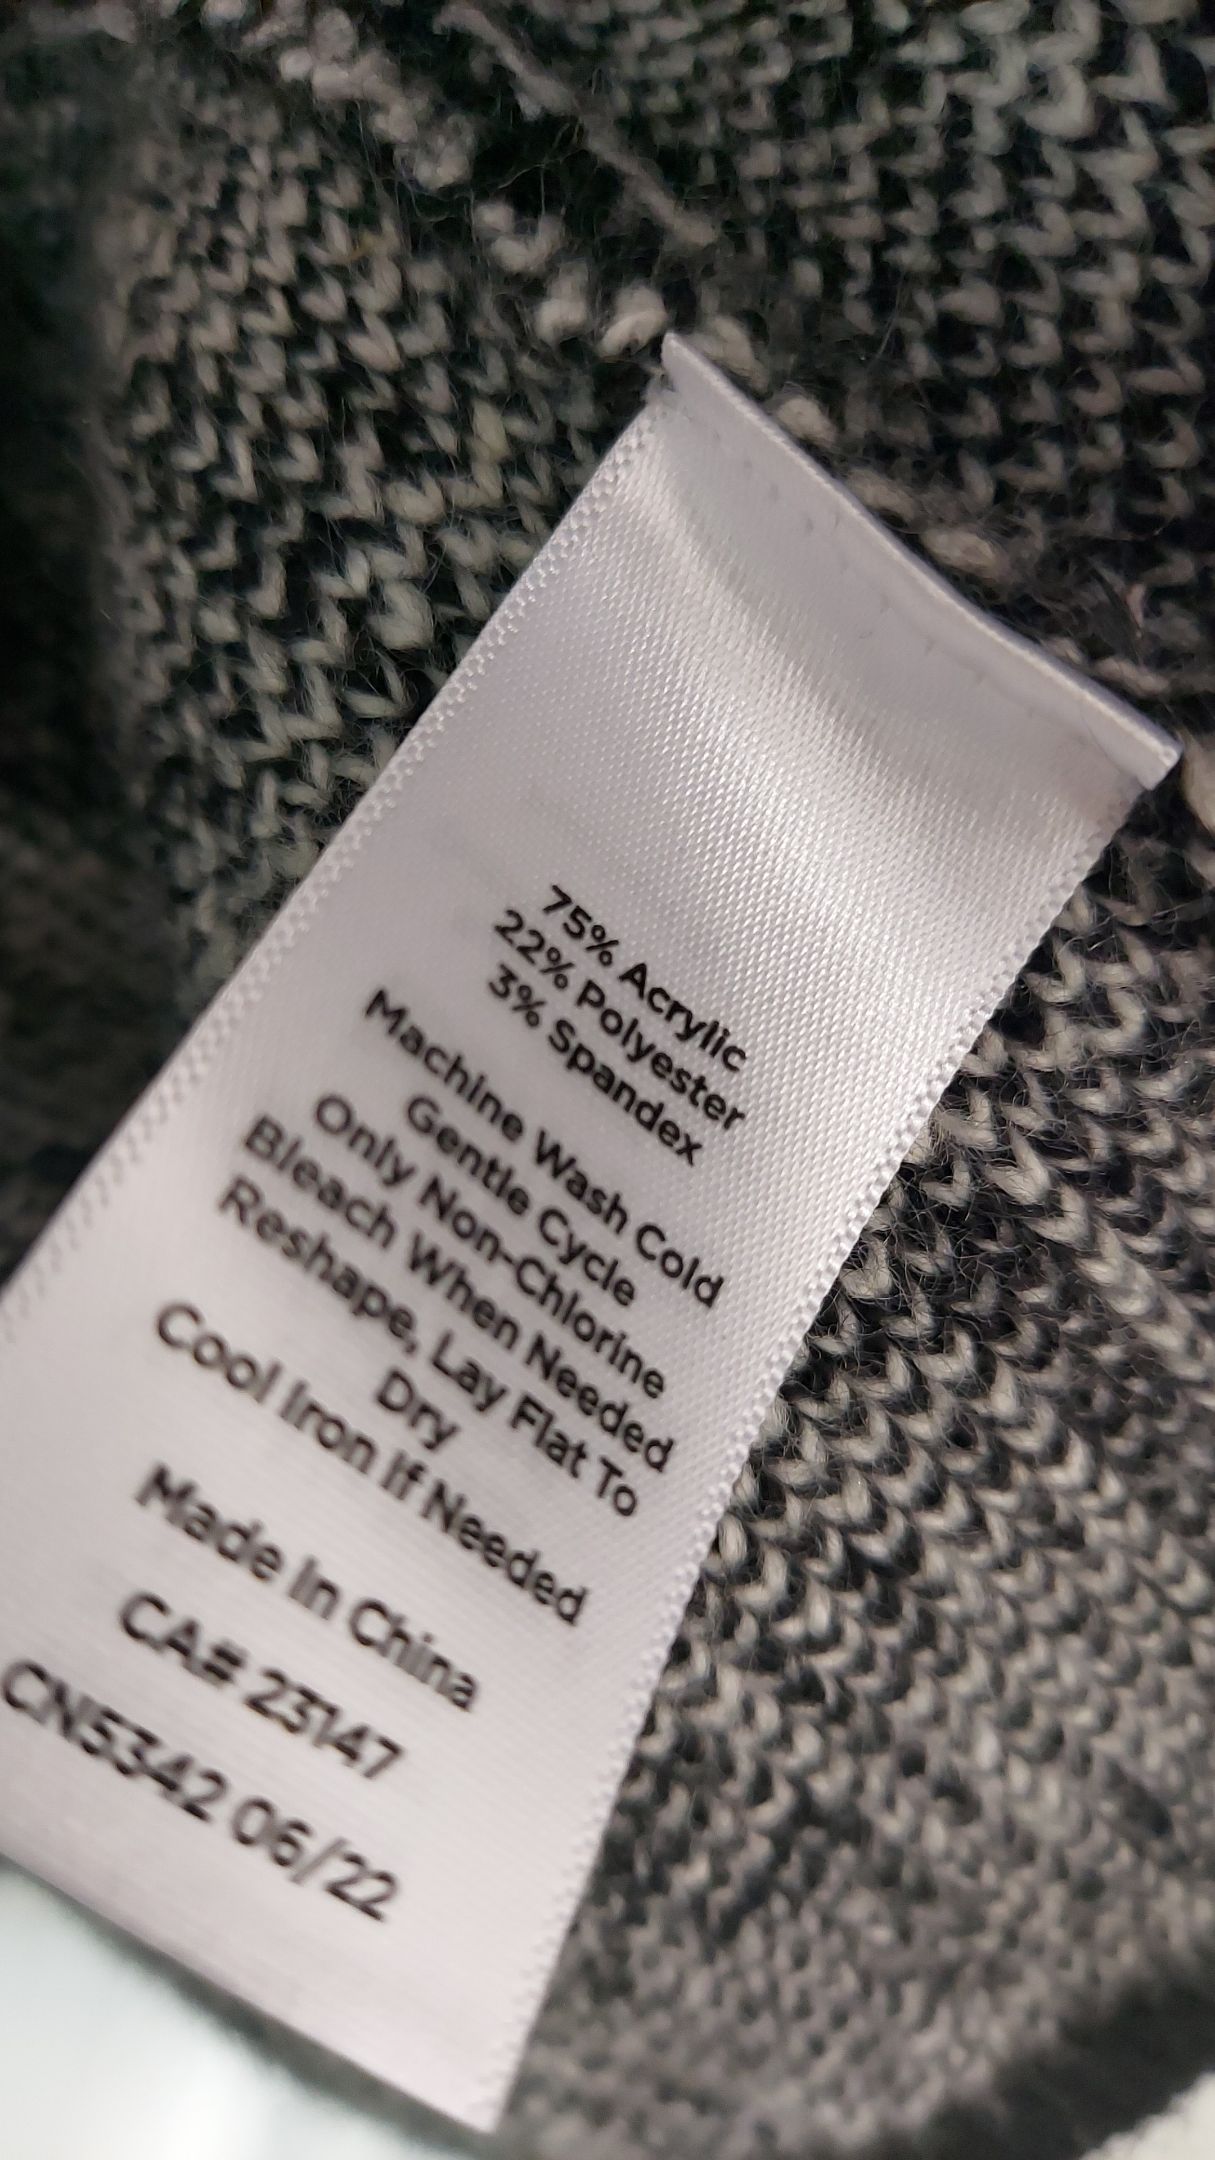 75% Acrylic
22% Polyester
3% Spandex
Machine Wash Cold
Gentle Cycle
Only Non-Chlorine
Bleach When Needed
Reshape, Lay Flat To
Dry
Cool Iron If Needed
Made In China
CA# 23147
CN5342 06/22